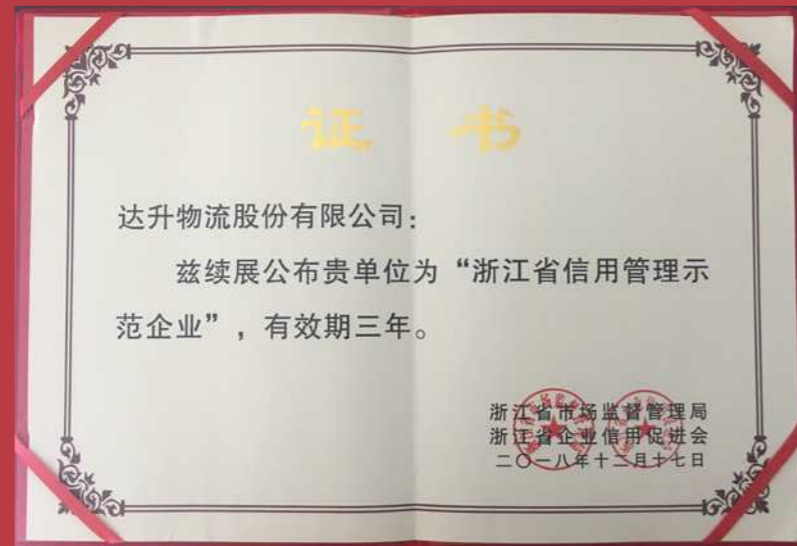 证 书
达升物流股份有限公司：
兹续展公布贵单位为“浙江省信用管理示
范企业”，有效期三年。
浙江省市场监督管理局
浙江省企业信用促进会
二〇一八年十二月十七日